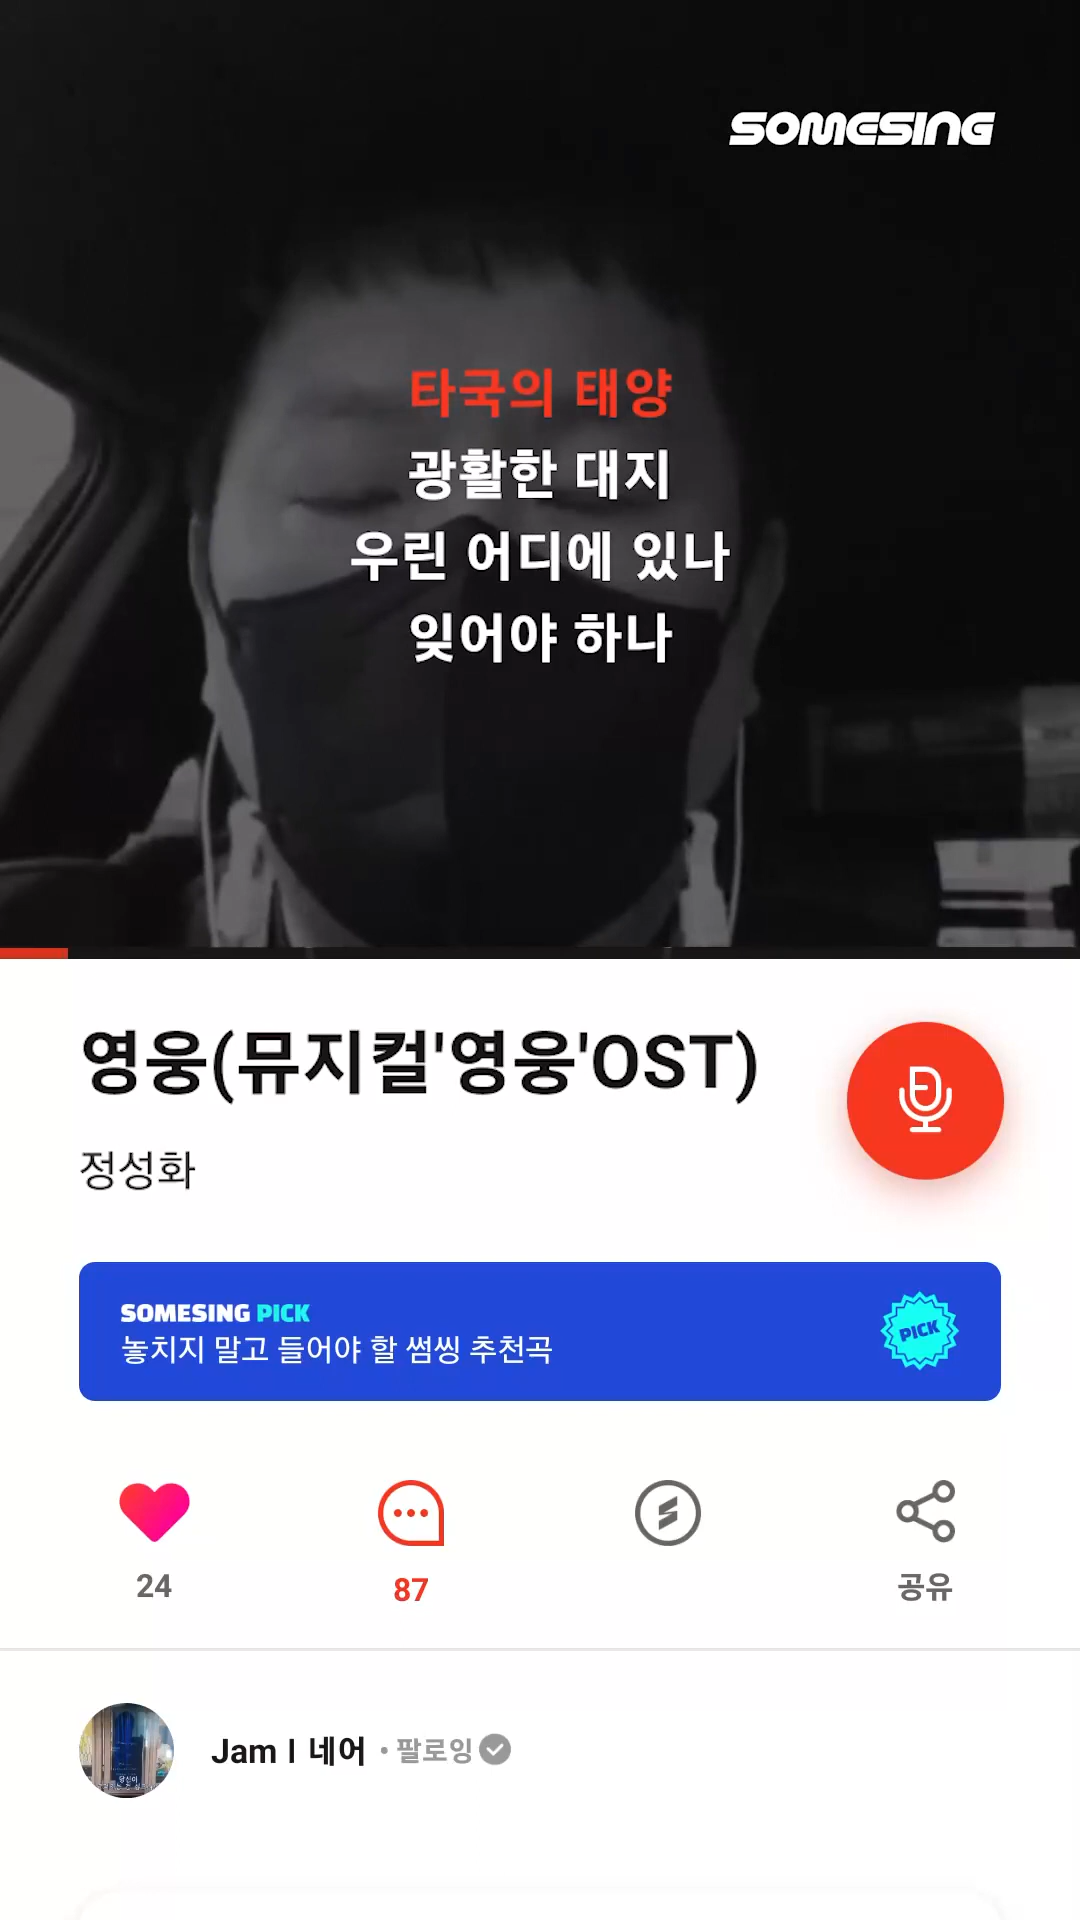 SOMESING
타국의 태양
광활한 대지
우린 어디에 있나
잊어야 하나
영웅(뮤지컬'영웅'OST)
정성화
SOMESING PICK
놓치지 말고 들어야 할 썸씽 추천곡
PICK
24
87
공유
Jam I 네어 • 팔로잉
당신이